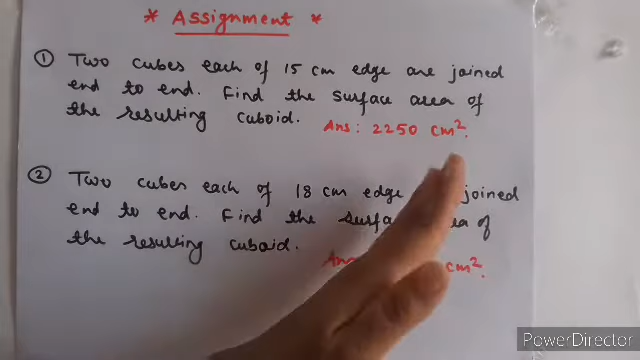 * Assignment *
① Two cubes each of 15 cm edge are joined
end to end. Find the surface area of
the resulting cuboid. Ans: 2250 cm².
② Two cubes each of 18 cm edge joined
end to end. Find the
the resulting cuboid.
cm².
PowerDirector